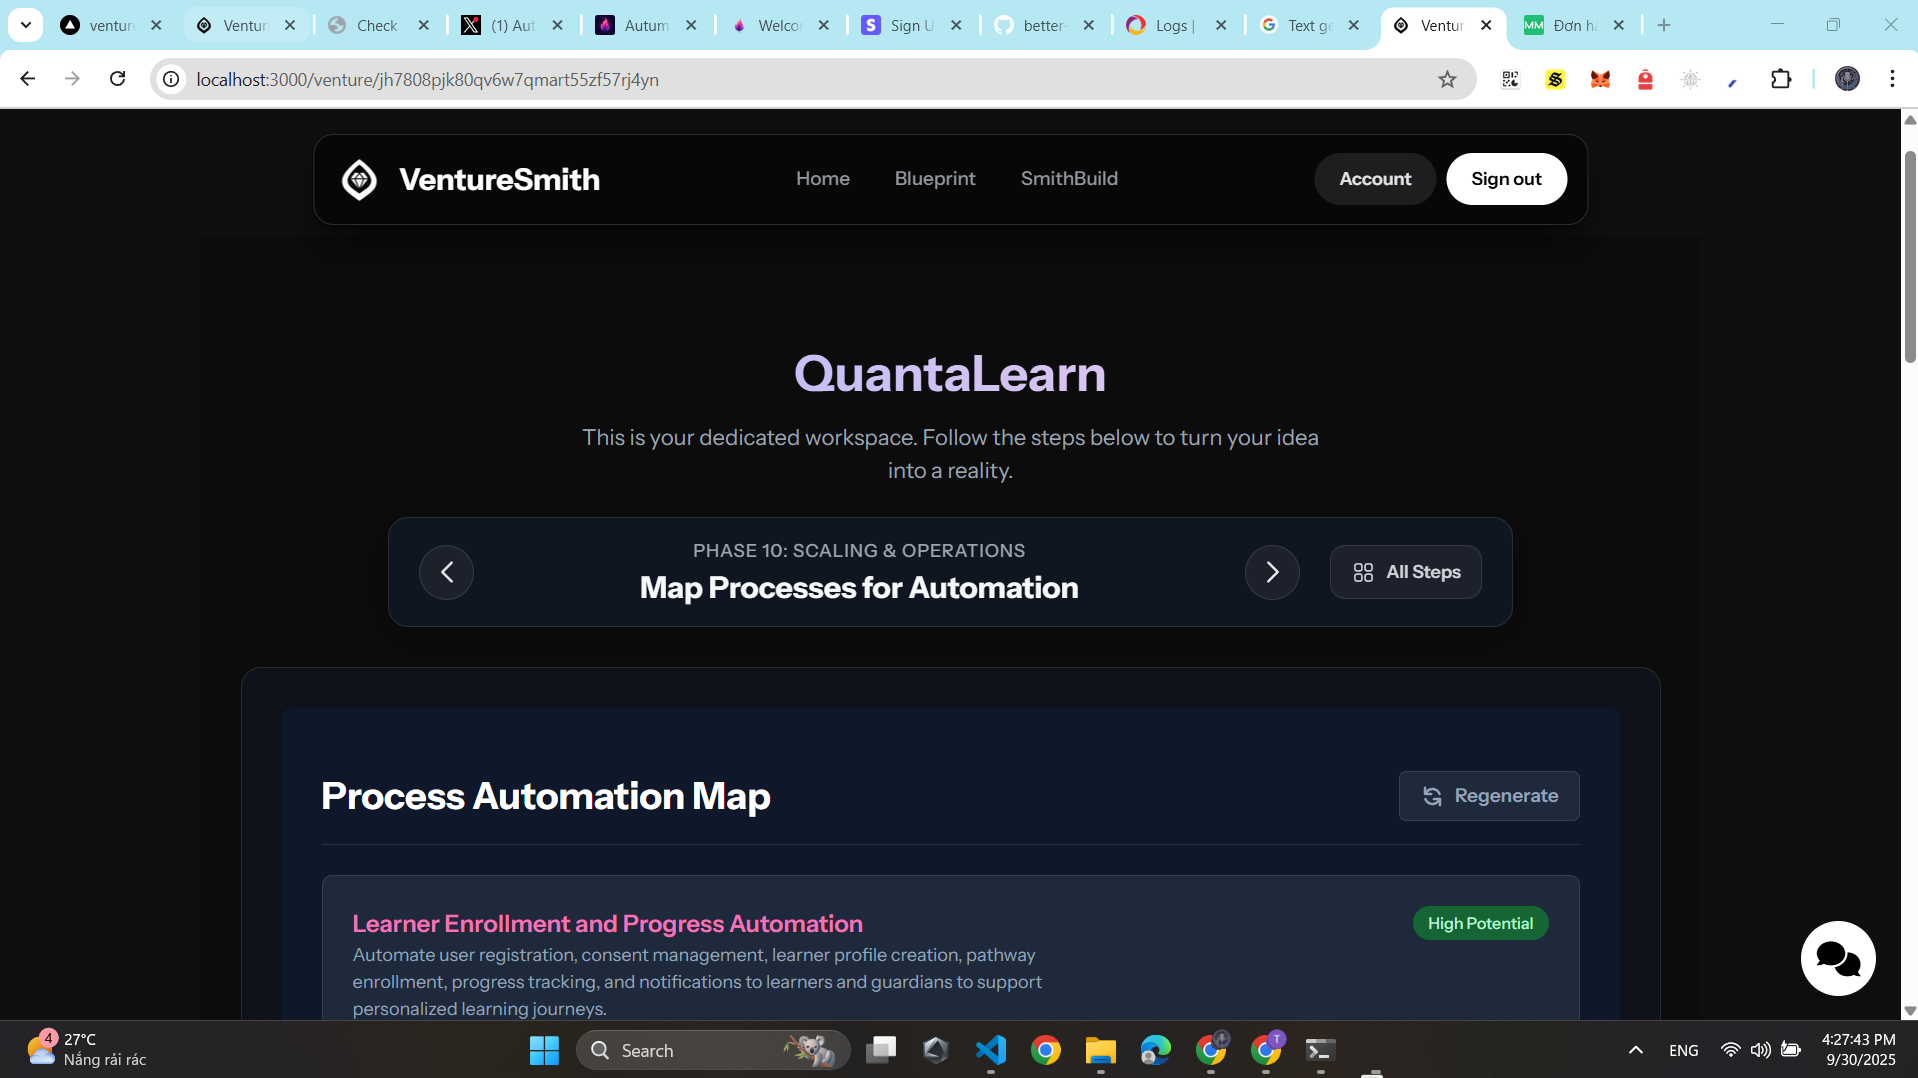 ventur
Ventur
Check
(1) Aut
Autum
Welco
Sign U
better-
Logs |
Text ge
Ventur
MM
Đơn hà
localhost:3000/venture/jh7808pjk80qv6w7qmart55zf57rj4yn
VentureSmith
Home
Blueprint
SmithBuild
Account
Sign out
QuantaLearn
This is your dedicated workspace. Follow the steps below to turn your idea
into a reality.
PHASE 10: SCALING & OPERATIONS
Map Processes for Automation
All Steps
Process Automation Map
Regenerate
Learner Enrollment and Progress Automation
High Potential
Automate user registration, consent management, learner profile creation, pathway
enrollment, progress tracking, and notifications to learners and guardians to support
personalized learning journeys.
4
27°C
Nắng rải rác
Search
T
ENG
4:27:43 PM
9/30/2025